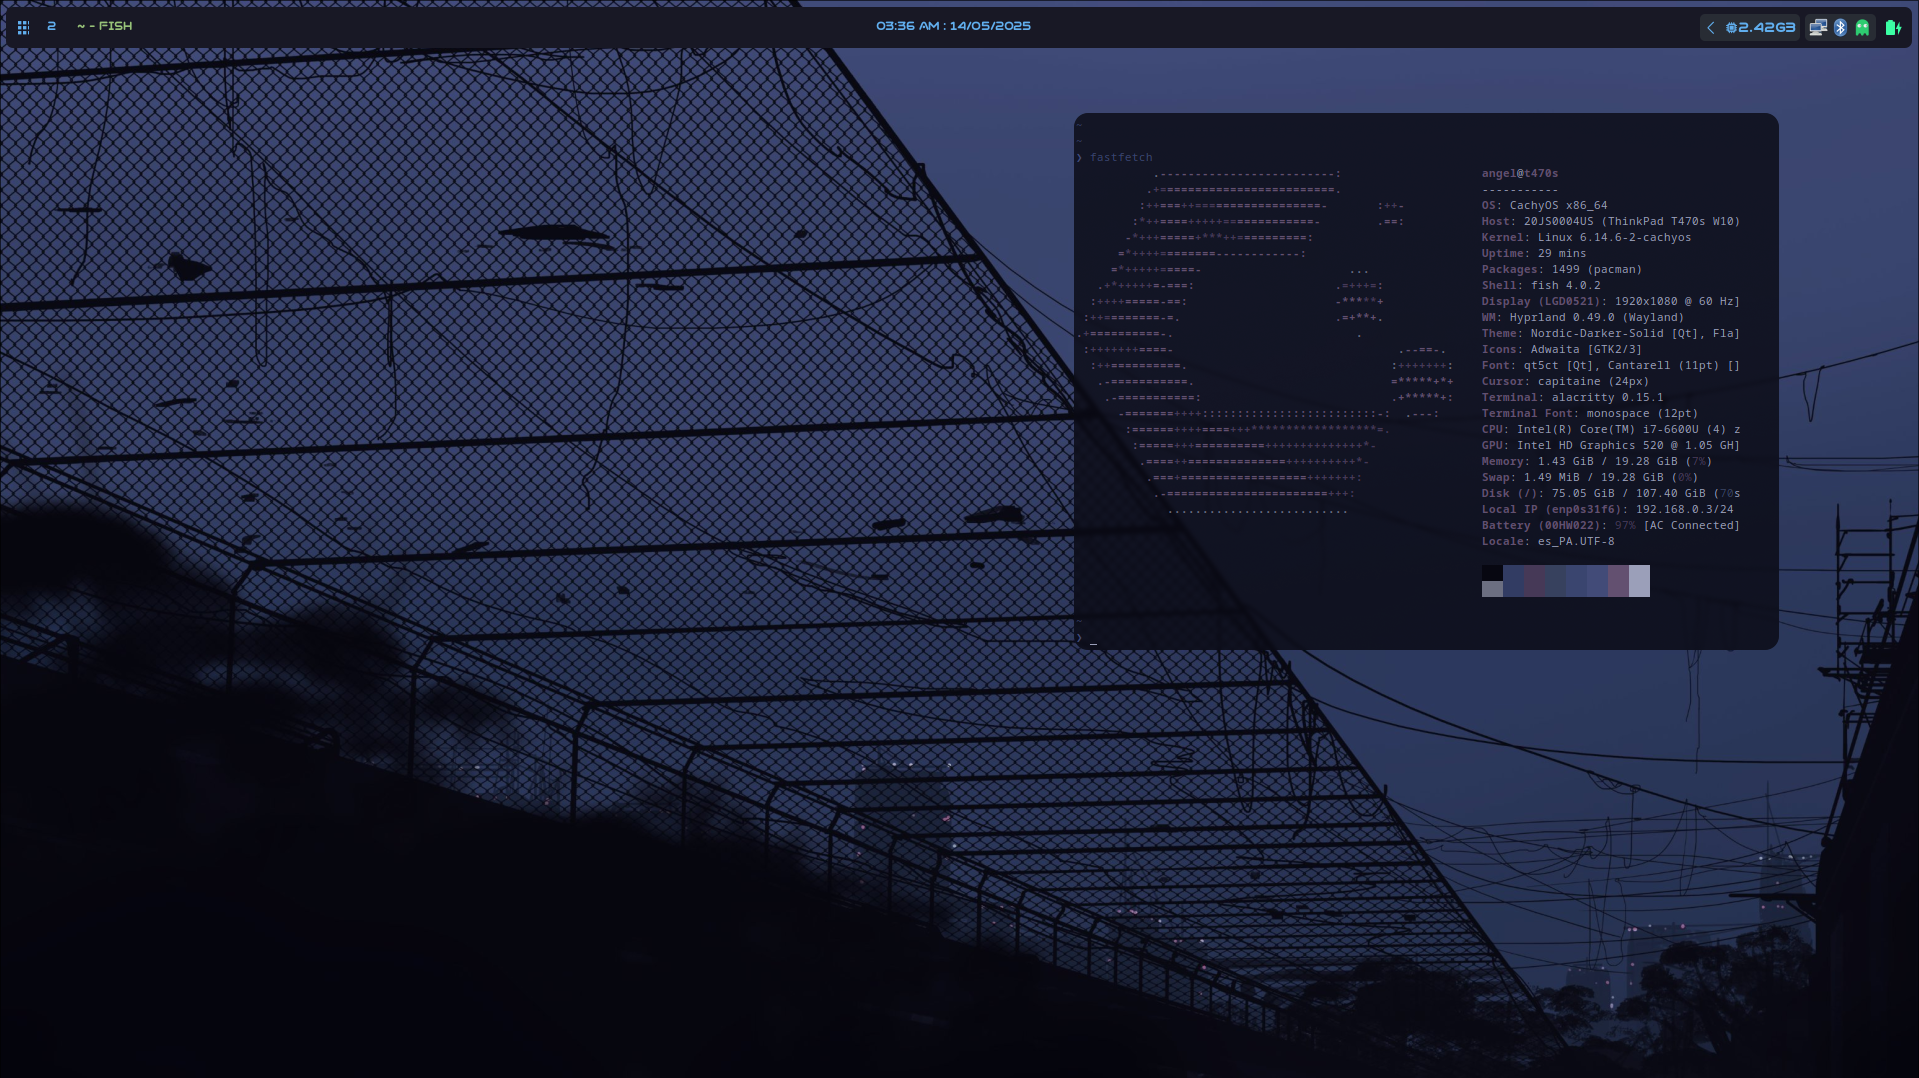 2 ~ - FISH 03:36 AM : 14/05/2025 2.42GB
~
~
❯ fastfetch
angel@t470s
-----------
OS: CachyOS x86_64
Host: 20JS0004US (ThinkPad T470s W10)
Kernel: Linux 6.14.6-2-cachyos
Uptime: 29 mins
Packages: 1499 (pacman)
Shell: fish 4.0.2
Display (LGD0521): 1920x1080 @ 60 Hz]
WM: Hyprland 0.49.0 (Wayland)
Theme: Nordic-Darker-Solid [Qt], Fla]
Icons: Adwaita [GTK2/3]
Font: qt5ct [Qt], Cantarell (11pt) []
Cursor: capitaine (24px)
Terminal: alacritty 0.15.1
Terminal Font: monospace (12pt)
CPU: Intel(R) Core(TM) i7-6600U (4) z
GPU: Intel HD Graphics 520 @ 1.05 GH]
Memory: 1.43 GiB / 19.28 GiB (7%)
Swap: 1.49 MiB / 19.28 GiB (0%)
Disk (/): 75.05 GiB / 107.40 GiB (70s
Local IP (enp0s31f6): 192.168.0.3/24
Battery (00HW022): 97% [AC Connected]
Locale: es_PA.UTF-8
~
❯ _